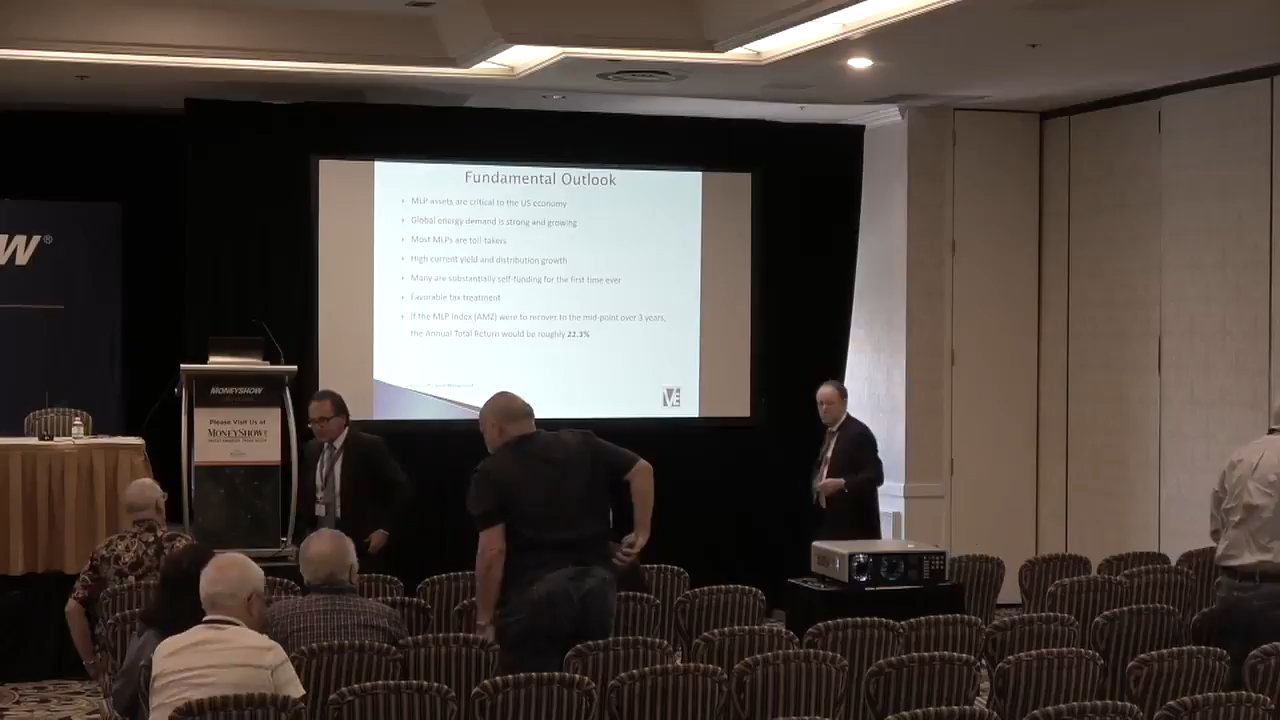 W®
Fundamental Outlook
MLP assets are critical to the US economy
Global energy demand is strong and growing
Most MLPs are toll-takers
High current yield and distribution growth
Many are substantially self-funding for the first time ever
Favorable tax treatment
If the MLP Index (AMZ) were to recover to the mid-point over 3 years,
the Annual Total Return would be roughly 22.3%
MONEYSHOW
Please Visit Us at
MONEYSHOW